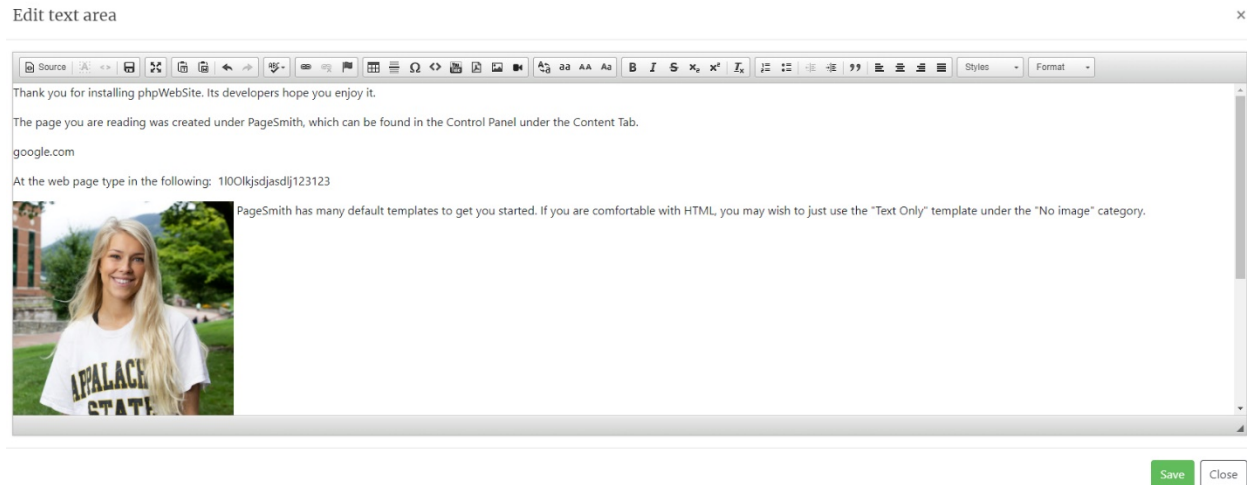 Edit text area
×
Source
Styles
Format
Thank you for installing phpWebSite. Its developers hope you enjoy it.
The page you are reading was created under PageSmith, which can be found in the Control Panel under the Content Tab.
google.com
At the web page type in the following:  1l0Olkjsdjasdlj123123
PageSmith has many default templates to get you started. If you are comfortable with HTML, you may wish to just use the "Text Only" template under the "No image" category.
APPALACH
STATE
Save Close